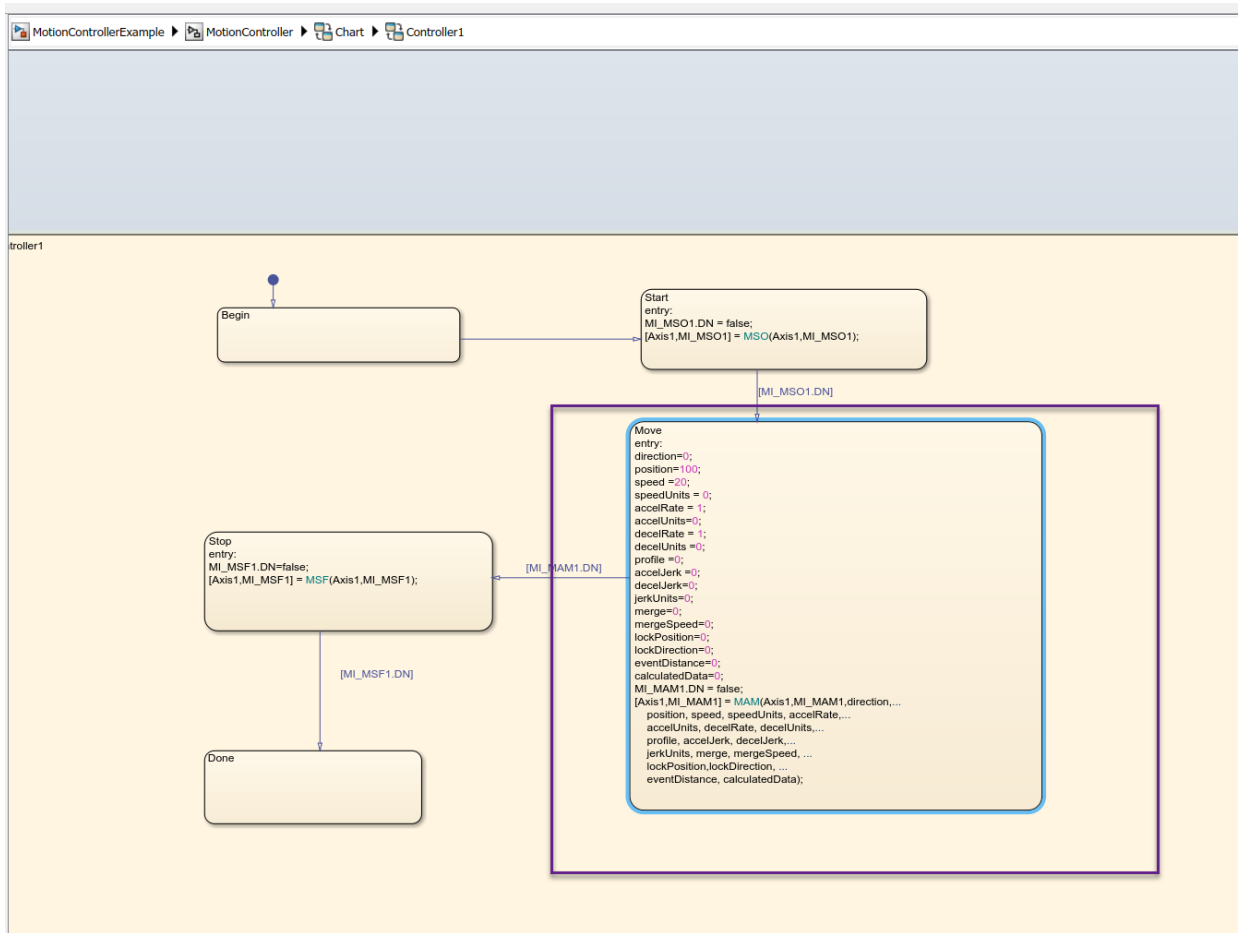 MotionControllerExample MotionController Chart Controller1
troller1
Begin
Start
entry:
MI_MSO1.DN = false;
[Axis1,MI_MSO1] = MSO(Axis1,MI_MSO1);
[MI_MSO1.DN]
Move
entry:
direction=0;
position=100;
speed =20;
speedUnits = 0;
accelRate = 1;
accelUnits=0;
decelRate = 1;
decelUnits =0;
profile =0;
accelJerk =0;
decelJerk=0;
jerkUnits=0;
merge=0;
mergeSpeed=0;
lockPosition=0;
lockDirection=0;
eventDistance=0;
calculatedData=0;
MI_MAM1.DN = false;
[Axis1,MI_MAM1] = MAM(Axis1,MI_MAM1,direction,...
position, speed, speedUnits, accelRate,...
accelUnits, decelRate, decelUnits,...
profile, accelJerk, decelJerk,...
jerkUnits, merge, mergeSpeed, ...
lockPosition,lockDirection, ...
eventDistance, calculatedData);
[MI_MAM1.DN]
Stop
entry:
MI_MSF1.DN=false;
[Axis1,MI_MSF1] = MSF(Axis1,MI_MSF1);
[MI_MSF1.DN]
Done